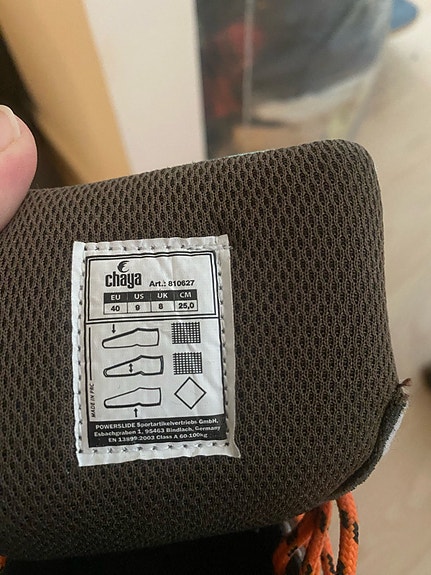 chaya Art.: 810627
EU US UK CM
40 9 8 25,0
MADE IN PRC
POWERSLIDE Sportartikelvertriebs GmbH,
Esbachgraben 1, 95463 Bindlach, Germany
EN 13899:2003 Class A 60-100kg